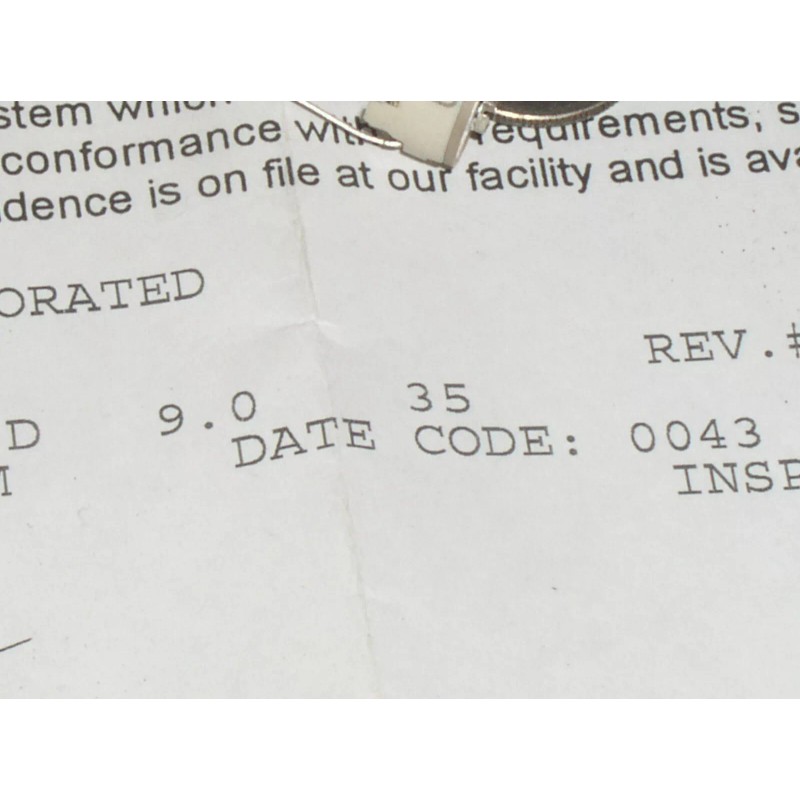 stem which
conformance with requirements, s
dence is on file at our facility and is ava
ORATED
REV.#
D 9.0 35
DATE CODE: 0043
INSP